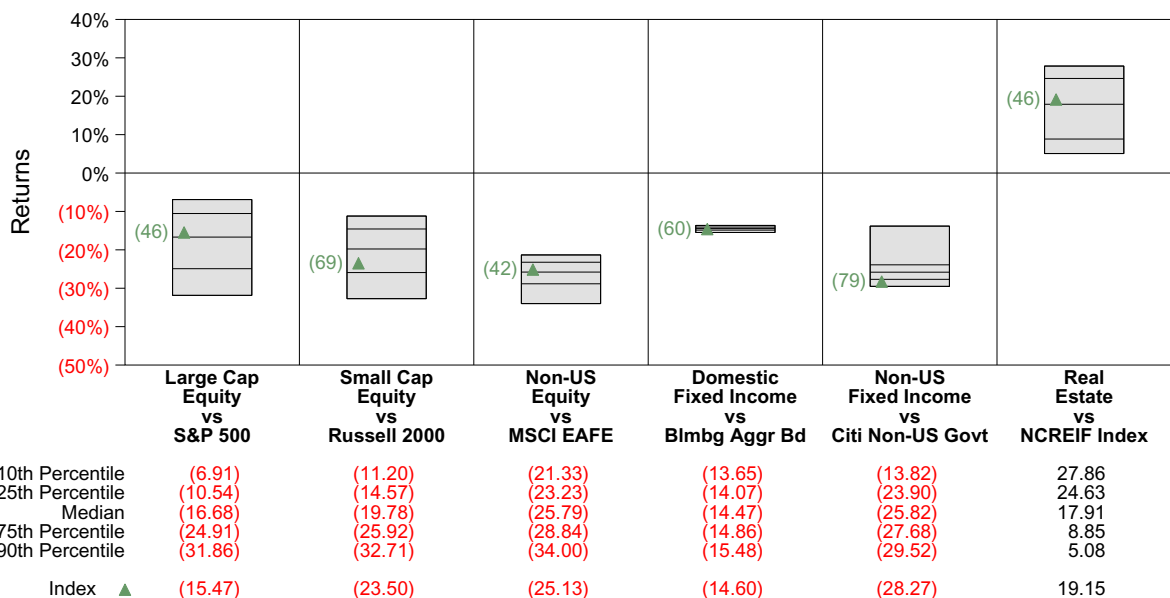 Returns
40%
30%
20%
10%
0%
(10%)
(20%)
(30%)
(40%)
(50%)
(46)
(69)
(42)
(60)
(79)
(46)
Large Cap Equity vs S&P 500
Small Cap Equity vs Russell 2000
Non-US Equity vs MSCI EAFE
Domestic Fixed Income vs Blmbg Aggr Bd
Non-US Fixed Income vs Citi Non-US Govt
Real Estate vs NCREIF Index
10th Percentile (6.91) (11.20) (21.33) (13.65) (13.82) 27.86
25th Percentile (10.54) (14.57) (23.23) (14.07) (23.90) 24.63
Median (16.68) (19.78) (25.79) (14.47) (25.82) 17.91
75th Percentile (24.91) (25.92) (28.84) (14.86) (27.68) 8.85
90th Percentile (31.86) (32.71) (34.00) (15.48) (29.52) 5.08
Index (15.47) (23.50) (25.13) (14.60) (28.27) 19.15